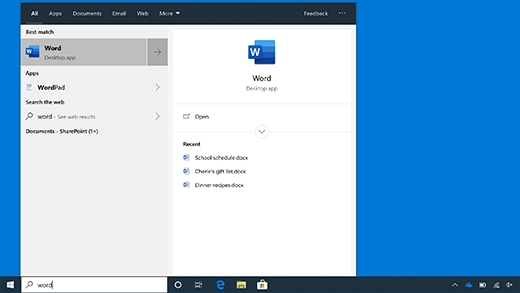 All Apps Documents Email Web More Feedback ...
Best match
Word
Desktop app
Apps
WordPad
Search the web
word - See web results
Documents - SharePoint (1+)
Word
Desktop app
Open
Recent
School schedule.docx
Cherie's gift list.docx
Dinner recipes.docx
word